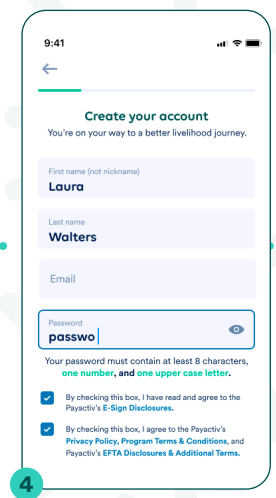 9:41
Create your account
You're on your way to a better livelihood journey.
First name (not nickname)
Laura
Last name
Walters
Email
Password
passwo
Your password must contain at least 8 characters,
one number, and one upper case letter.
By checking this box, I have read and agree to the
Payactiv's E-Sign Disclosures.
By checking this box, I agree to the Payactiv's
Privacy Policy, Program Terms & Conditions, and
Payactiv's EFTA Disclosures & Additional Terms.
4